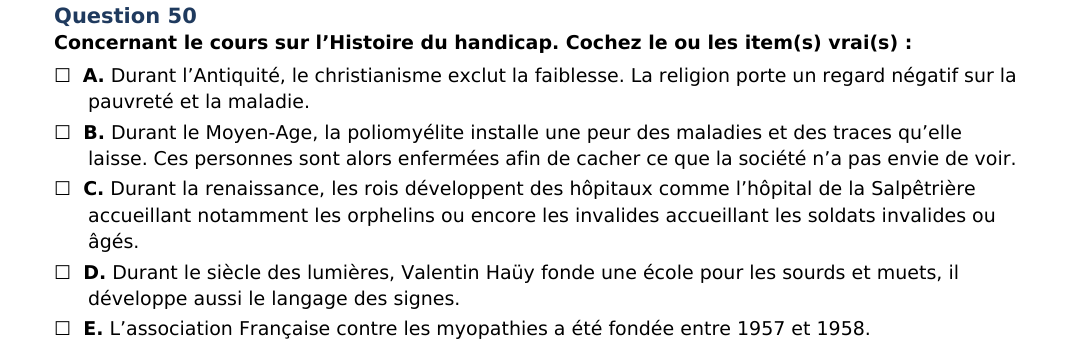 Question 50
Concernant le cours sur l’Histoire du handicap. Cochez le ou les item(s) vrai(s) :
☐ A. Durant l’Antiquité, le christianisme exclut la faiblesse. La religion porte un regard négatif sur la
pauvreté et la maladie.
☐ B. Durant le Moyen-Age, la poliomyélite installe une peur des maladies et des traces qu’elle
laisse. Ces personnes sont alors enfermées afin de cacher ce que la société n’a pas envie de voir.
☐ C. Durant la renaissance, les rois développent des hôpitaux comme l’hôpital de la Salpêtrière
accueillant notamment les orphelins ou encore les invalides accueillant les soldats invalides ou
âgés.
☐ D. Durant le siècle des lumières, Valentin Haüy fonde une école pour les sourds et muets, il
développe aussi le langage des signes.
☐ E. L’association Française contre les myopathies a été fondée entre 1957 et 1958.